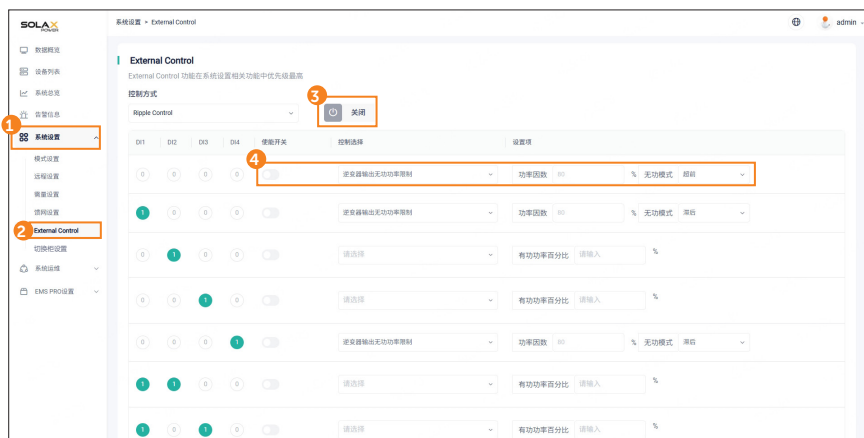 SOLAX
POWER
系统设置 ▸ External Control
admin
数据概览
设备列表
系统总览
告警信息
1
系统设置
模式设置
远程设置
需量设置
馈网设置
2
External Control
切换柜设置
系统运维
EMS PRO设置
External Control
External Control 功能在系统设置相关功能中优先级最高
控制方式
Ripple Control
3
关闭
DI1 DI2 DI3 DI4 使能开关 控制选择 设置项
4
0 0 0 0 逆变器输出无功功率限制 功率因数 80 % 无功模式 超前
1 0 0 0 逆变器输出无功功率限制 功率因数 80 % 无功模式 滞后
0 1 0 0 请选择 有功功率百分比 请输入 %
0 0 1 0 请选择 有功功率百分比 请输入 %
0 0 0 1 逆变器输出无功功率限制 功率因数 80 % 无功模式 滞后
1 1 0 0 请选择 有功功率百分比 请输入 %
1 0 1 0 请选择 有功功率百分比 请输入 %